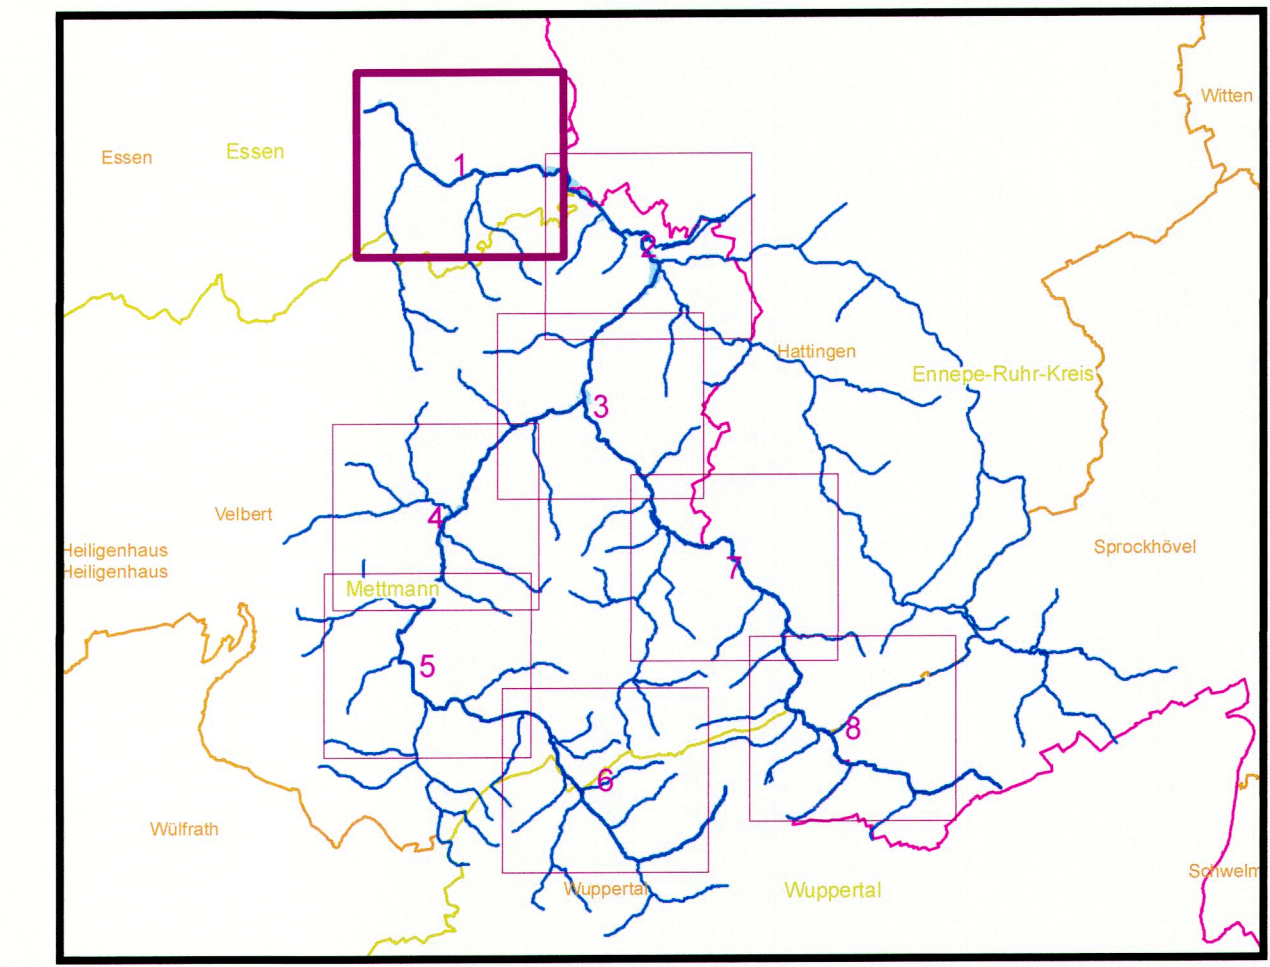 Witten
Essen
Essen
1
2
Hattingen
Ennepe-Ruhr-Kreis
3
Velbert
4
Heiligenhaus
Heiligenhaus
Sprockhövel
7
Mettmann
5
8
6
Wülfrath
Schwelm
Wuppertal
Wuppertal